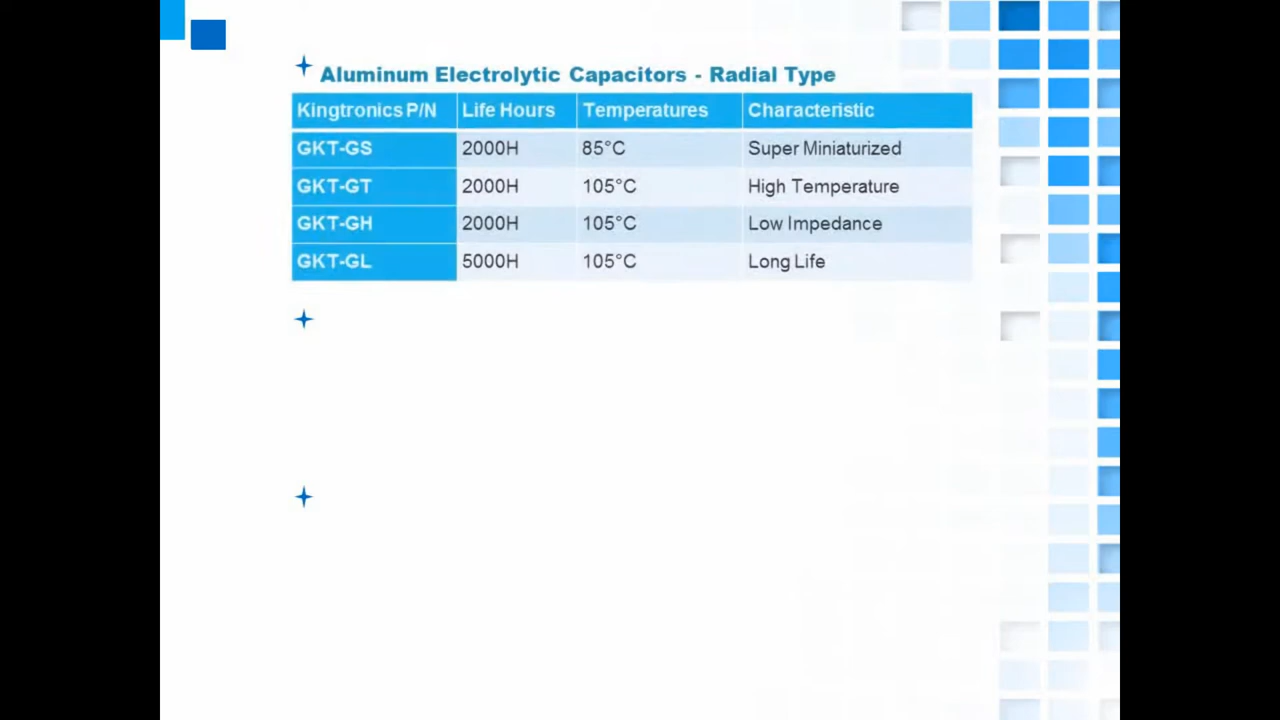 Aluminum Electrolytic Capacitors - Radial Type
Kingtronics P/N Life Hours Temperatures Characteristic
GKT-GS 2000H 85°C Super Miniaturized
GKT-GT 2000H 105°C High Temperature
GKT-GH 2000H 105°C Low Impedance
GKT-GL 5000H 105°C Long Life